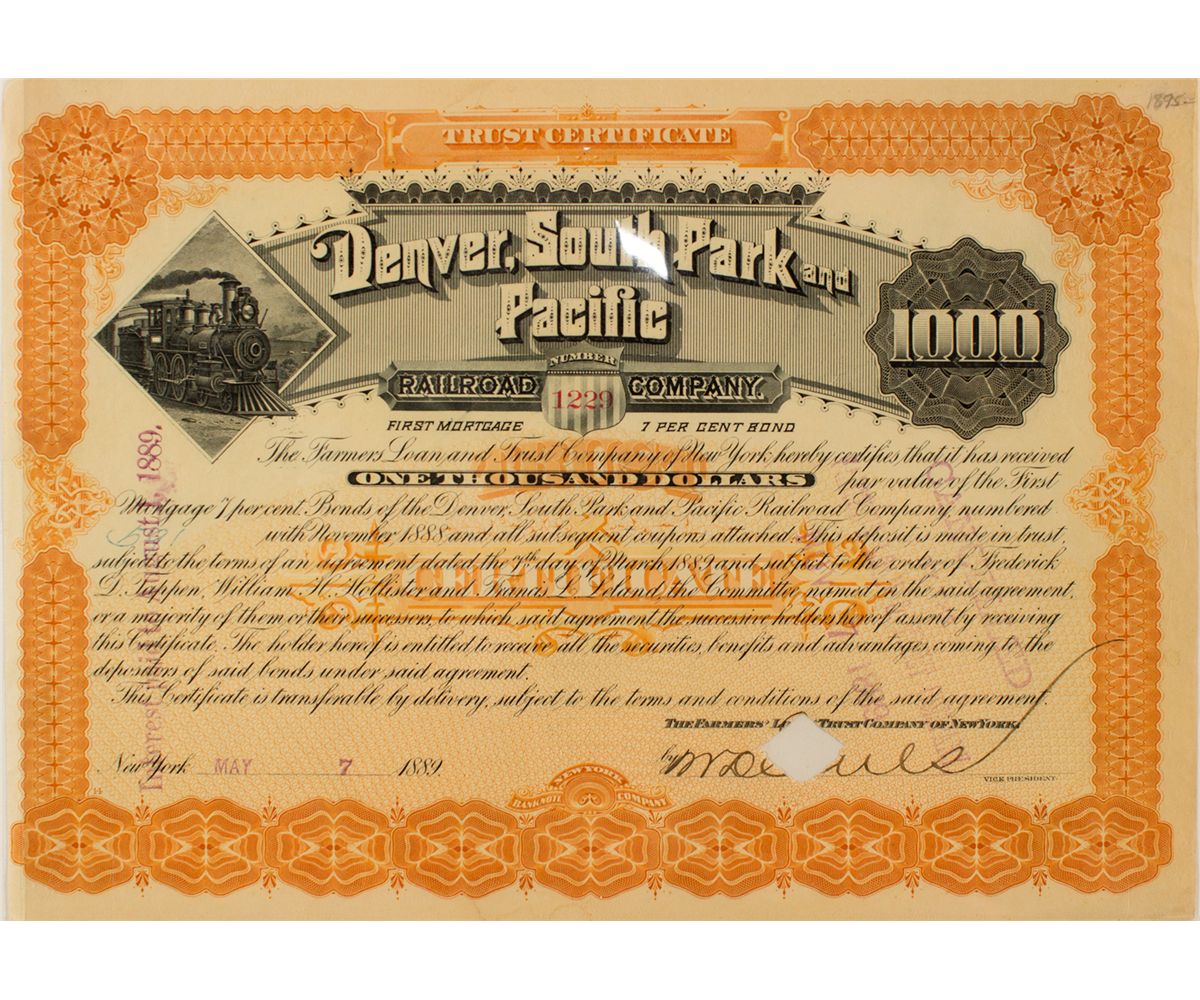 1895
TRUST CERTIFICATE
Denver, South Park and
Pacific
1000
NUMBER
RAILROAD 1229 COMPANY.
FIRST MORTGAGE 7 PER CENT BOND
The Farmers Loan and Trust Company of New York, hereby certifies, that it has received
ONE THOUSAND DOLLARS par value of the First
Mortgage 7 per cent. Bonds of the Denver, South Park and Pacific Railroad Company, numbered
with November 1888 and all subsequent coupons attached. This deposit is made in trust,
subject to the terms of an agreement dated the day of March 1889, and subject to the order of Frederick
D. Tappen, William H. Hollister and Francis L. Leland, the Committee, named in the said agreement,
or a majority of them or their successors, to which said agreement the successive holders hereof assent by receiving
this Certificate. The holder hereof is entitled to receive all the securities, benefits and advantages coming to the
depositors of said bonds under said agreement.
This Certificate is transferable by delivery, subject to the terms and conditions of the said agreement.
THE FARMERS' TRUST COMPANY OF NEW YORK.
New York MAY 7 1889. by
VICE PRESIDENT.
NEW YORK
BANK NOTE COMPANY
Interest paid to August 1, 1889.